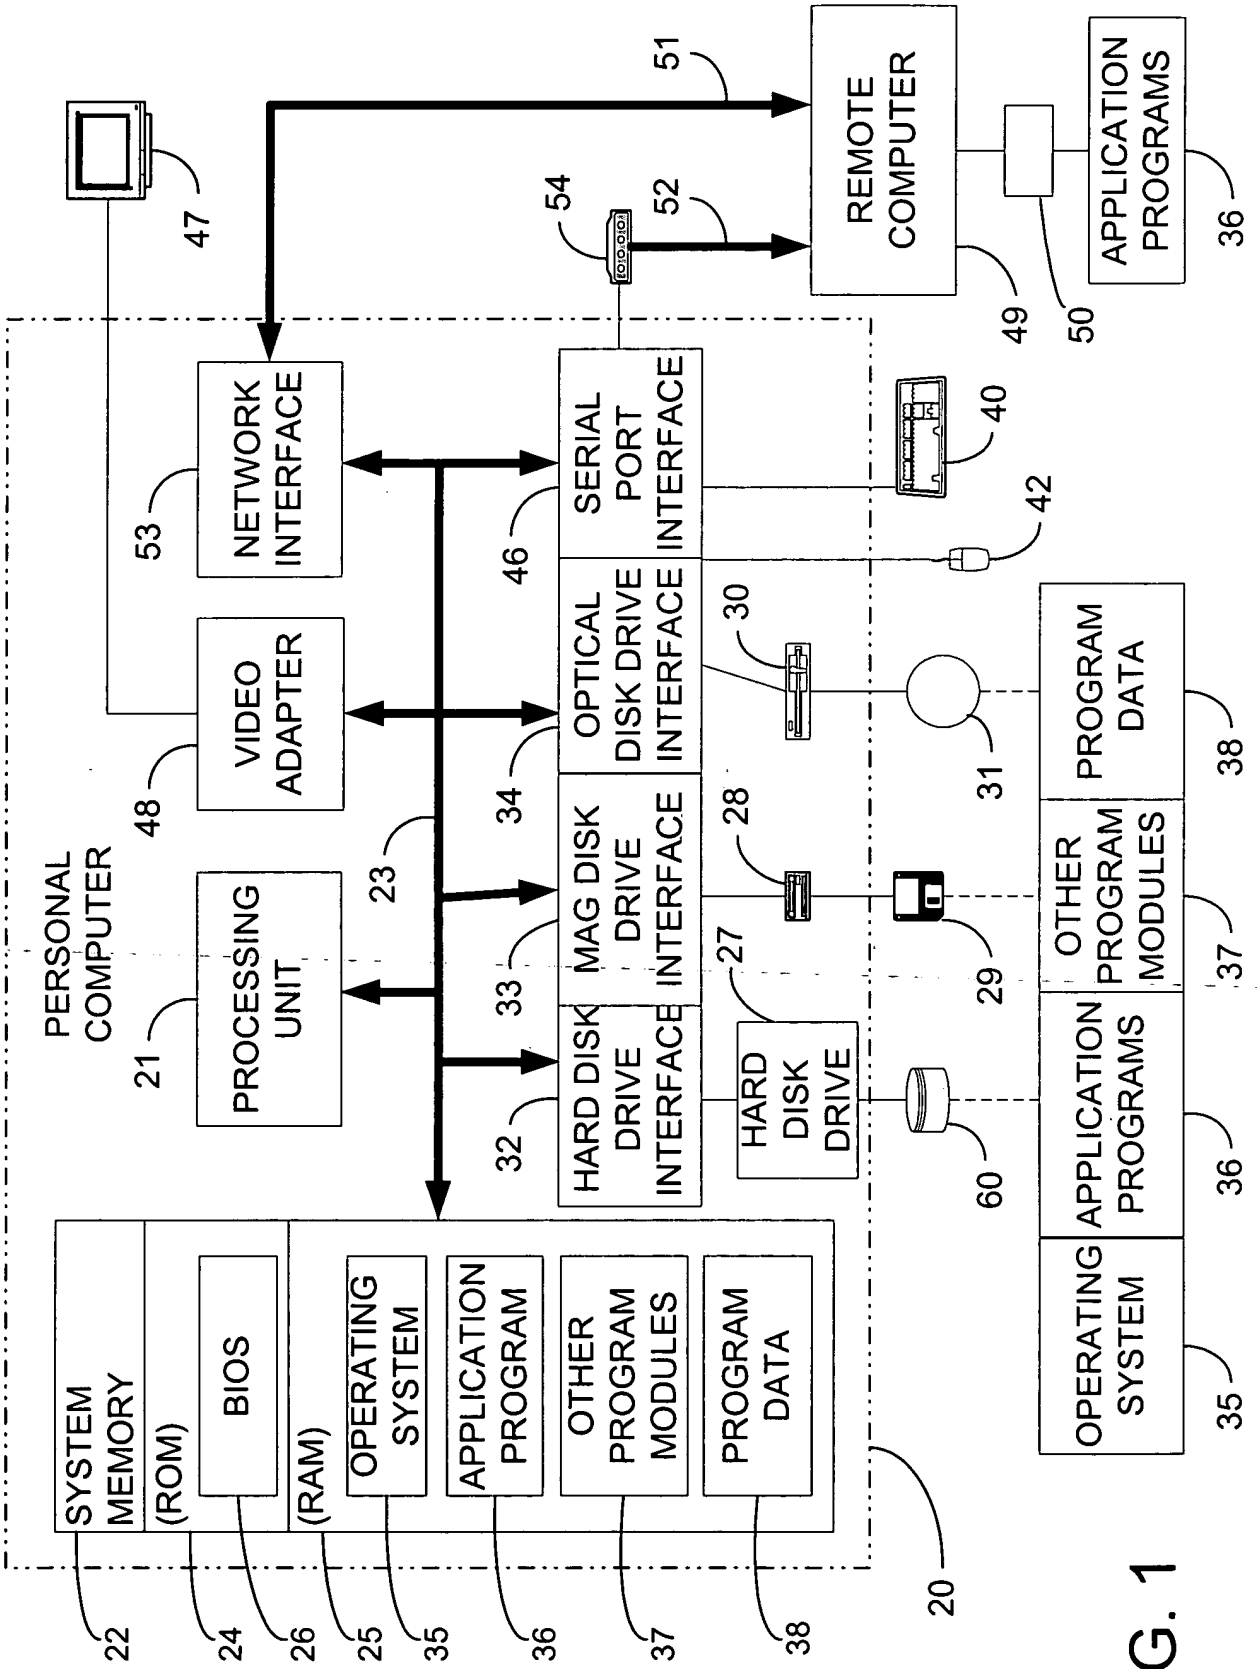 PERSONAL
COMPUTER
20
SYSTEM
MEMORY
22
(ROM)
24
BIOS
26
(RAM)
25
OPERATING
SYSTEM
35
APPLICATION
PROGRAM
36
OTHER
PROGRAM
MODULES
37
PROGRAM
DATA
38
PROCESSING
UNIT
21
VIDEO
ADAPTER
48
NETWORK
INTERFACE
53
47
23
HARD DISK
DRIVE
INTERFACE
32
MAG DISK
DRIVE
INTERFACE
33
OPTICAL
DISK DRIVE
INTERFACE
34
SERIAL
PORT
INTERFACE
46
54
52
51
HARD
DISK
DRIVE
27
28
30
60
29
31
42
40
REMOTE
COMPUTER
49
50
APPLICATION
PROGRAMS
36
OPERATING
SYSTEM
35
APPLICATION
PROGRAMS
36
OTHER
PROGRAM
MODULES
37
PROGRAM
DATA
38
G. 1